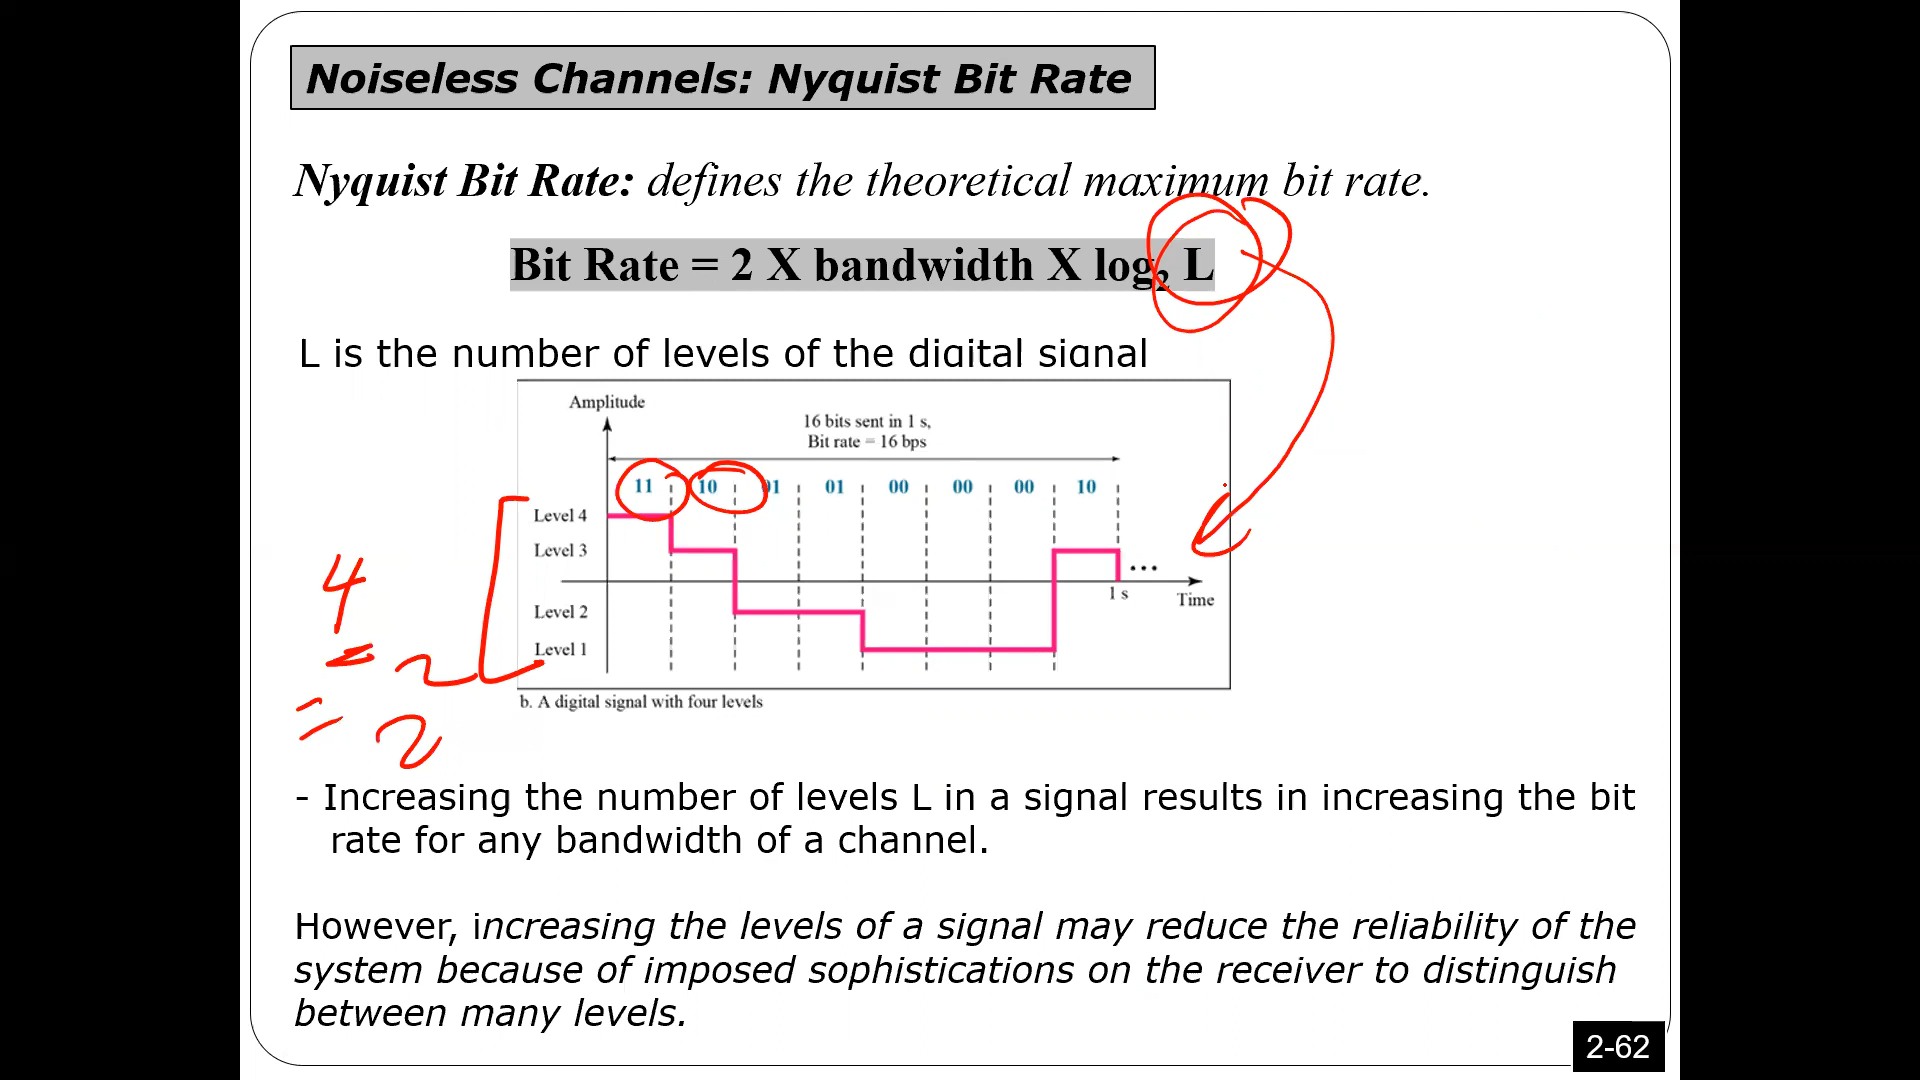 Noiseless Channels: Nyquist Bit Rate
Nyquist Bit Rate: defines the theoretical maximum bit rate.
Bit Rate = 2 X bandwidth X log₂ L
L is the number of levels of the digital signal
Amplitude
16 bits sent in 1 s,
Bit rate = 16 bps
11 10 01 01 00 00 00 10
Level 4
Level 3
...
1 s
Time
Level 2
Level 1
4
= 2
= 2
b. A digital signal with four levels
- Increasing the number of levels L in a signal results in increasing the bit
rate for any bandwidth of a channel.
However, increasing the levels of a signal may reduce the reliability of the
system because of imposed sophistications on the receiver to distinguish
between many levels.
2-62